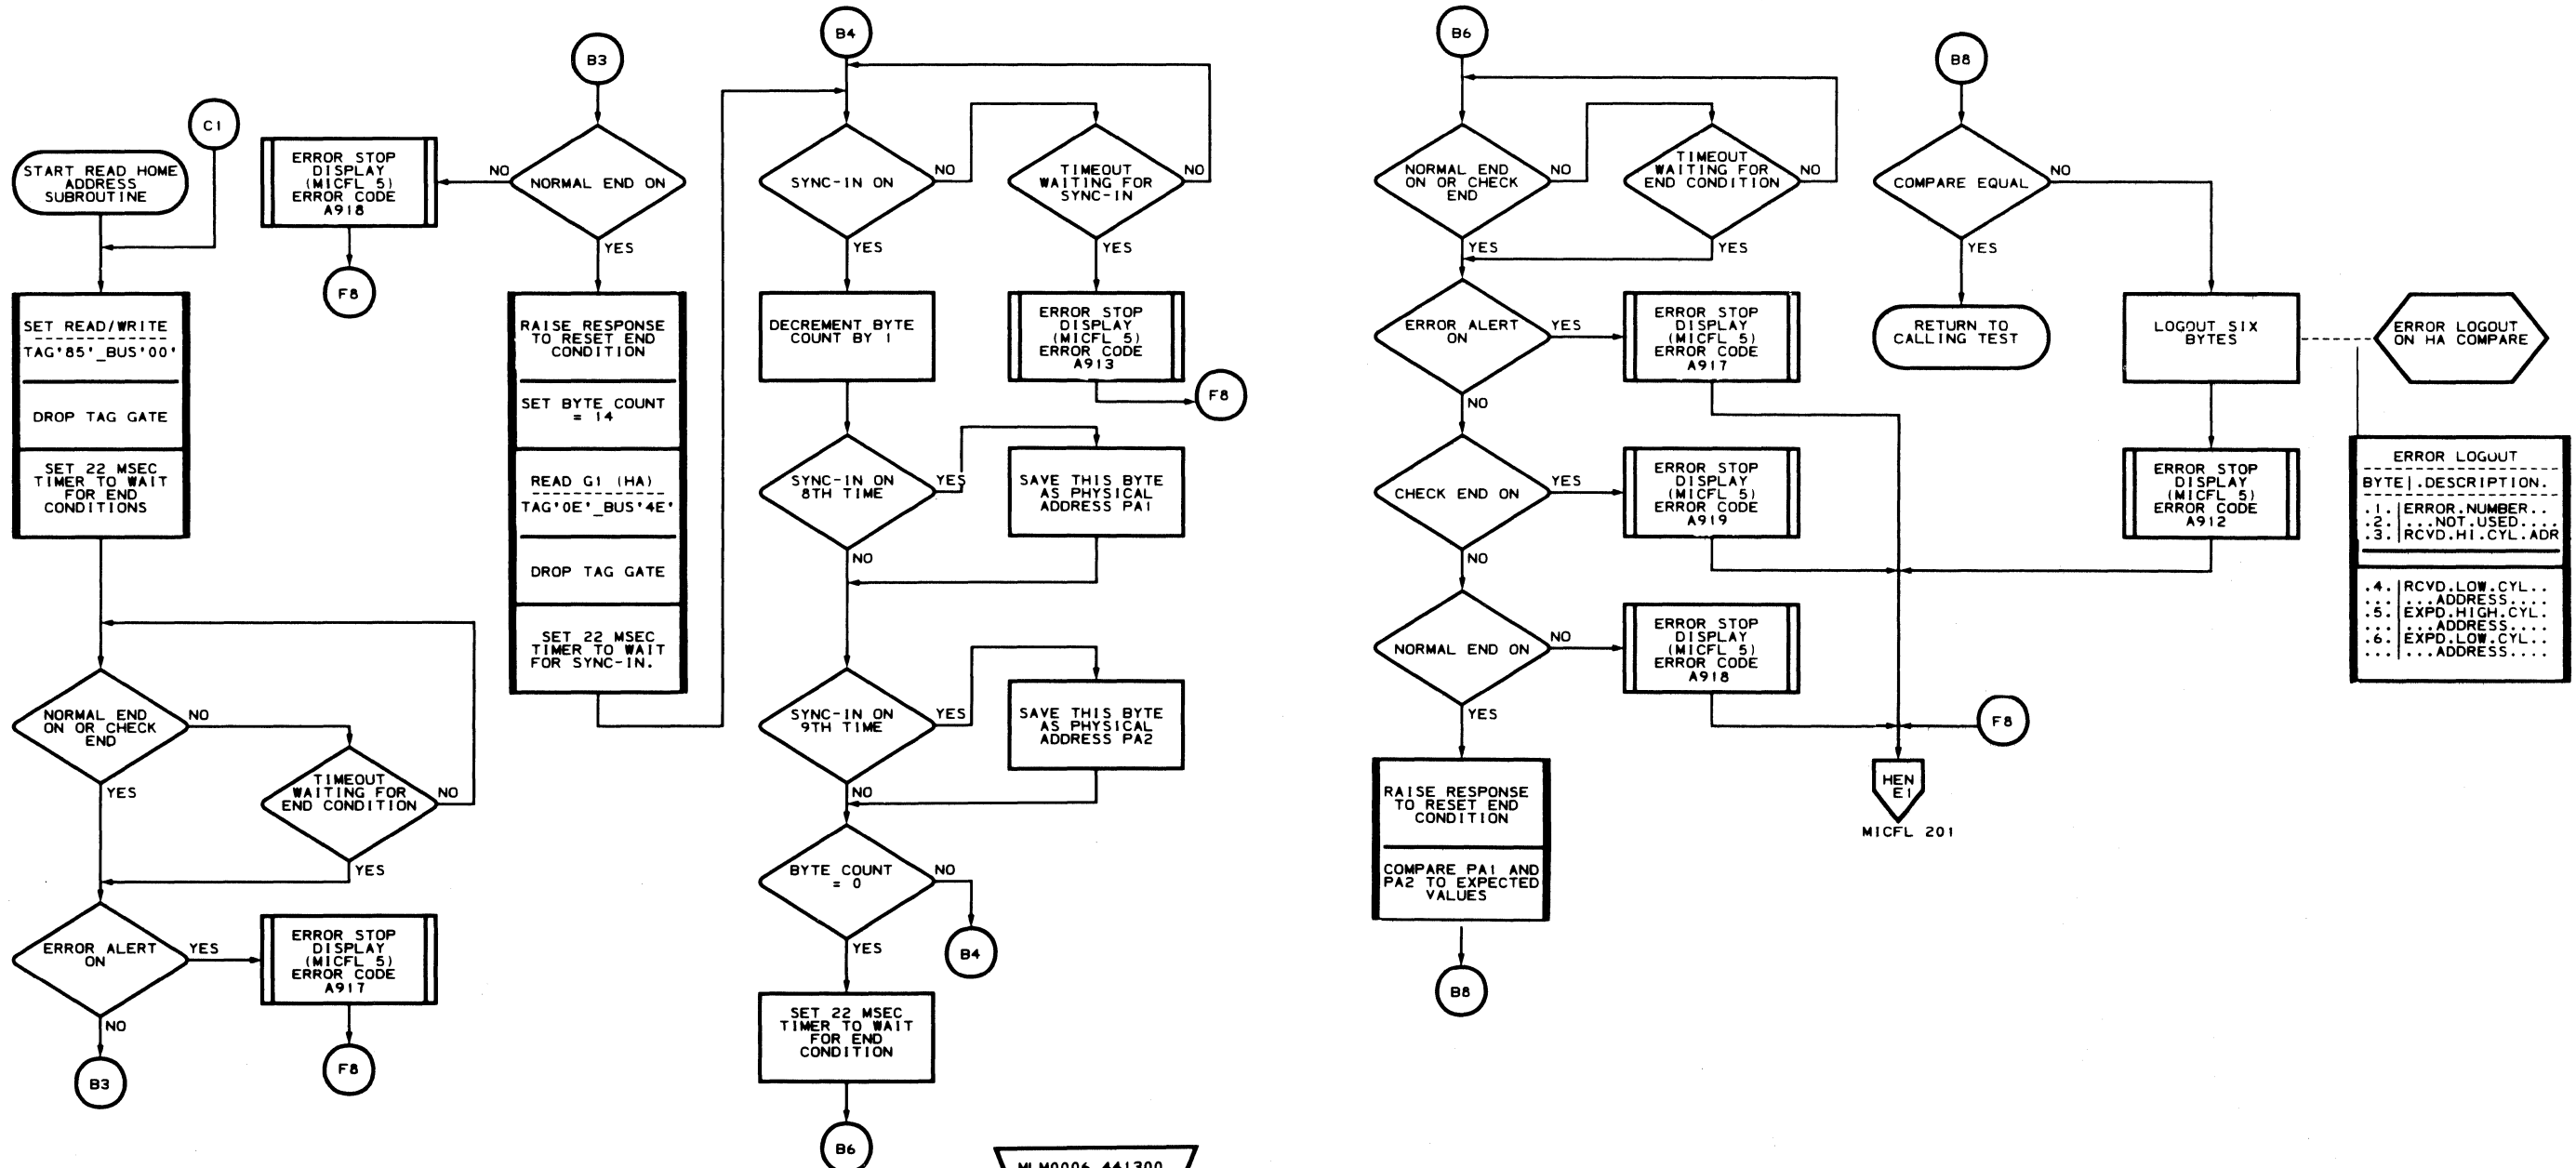 C1
START READ HOME
ADDRESS
SUBROUTINE
SET READ/WRITE
TAG'85'_BUS'00'
DROP TAG GATE
SET 22 MSEC
TIMER TO WAIT
FOR END
CONDITIONS
NORMAL END
ON OR CHECK
END
NO
YES
TIMEOUT
WAITING FOR
END CONDITION
NO
YES
ERROR ALERT
ON
YES
NO
ERROR STOP
DISPLAY
(MICFL 5)
ERROR CODE
A917
F8
B3
B3
NORMAL END ON
NO
YES
ERROR STOP
DISPLAY
(MICFL 5)
ERROR CODE
A918
F8
RAISE RESPONSE
TO RESET END
CONDITION
SET BYTE COUNT
= 14
READ G1 (HA)
TAG'0E'_BUS'4E'
DROP TAG GATE
SET 22 MSEC
TIMER TO WAIT
FOR SYNC-IN.
B4
SYNC-IN ON
NO
YES
TIMEOUT
WAITING FOR
SYNC-IN
NO
YES
DECREMENT BYTE
COUNT BY 1
ERROR STOP
DISPLAY
(MICFL 5)
ERROR CODE
A913
F8
SYNC-IN ON
8TH TIME
YES
NO
SAVE THIS BYTE
AS PHYSICAL
ADDRESS PA1
SYNC-IN ON
9TH TIME
YES
NO
SAVE THIS BYTE
AS PHYSICAL
ADDRESS PA2
BYTE COUNT
= 0
NO
YES
B4
SET 22 MSEC
TIMER TO WAIT
FOR END
CONDITION
B6
MLM0006 441300
B6
NORMAL END
ON OR CHECK
END
NO
YES
TIMEOUT
WAITING FOR
END CONDITION
NO
YES
ERROR ALERT
ON
YES
NO
ERROR STOP
DISPLAY
(MICFL 5)
ERROR CODE
A917
CHECK END ON
YES
NO
ERROR STOP
DISPLAY
(MICFL 5)
ERROR CODE
A919
NORMAL END ON
NO
YES
ERROR STOP
DISPLAY
(MICFL 5)
ERROR CODE
A918
RAISE RESPONSE
TO RESET END
CONDITION
COMPARE PA1 AND
PA2 TO EXPECTED
VALUES
B8
B8
COMPARE EQUAL
NO
YES
RETURN TO
CALLING TEST
LOGOUT SIX
BYTES
ERROR LOGOUT
ON HA COMPARE
ERROR STOP
DISPLAY
(MICFL 5)
ERROR CODE
A912
F8
HEN
E1
MICFL 201
ERROR LOGOUT
BYTE|.DESCRIPTION.
.1.|ERROR.NUMBER..
.2.|...NOT.USED....
.3.|RCVD.HI.CYL.ADR
.4.|RCVD.LOW.CYL..
...|...ADDRESS....
.5.|EXPD.HIGH.CYL.
...|...ADDRESS....
.6.|EXPD.LOW.CYL..
...|...ADDRESS....